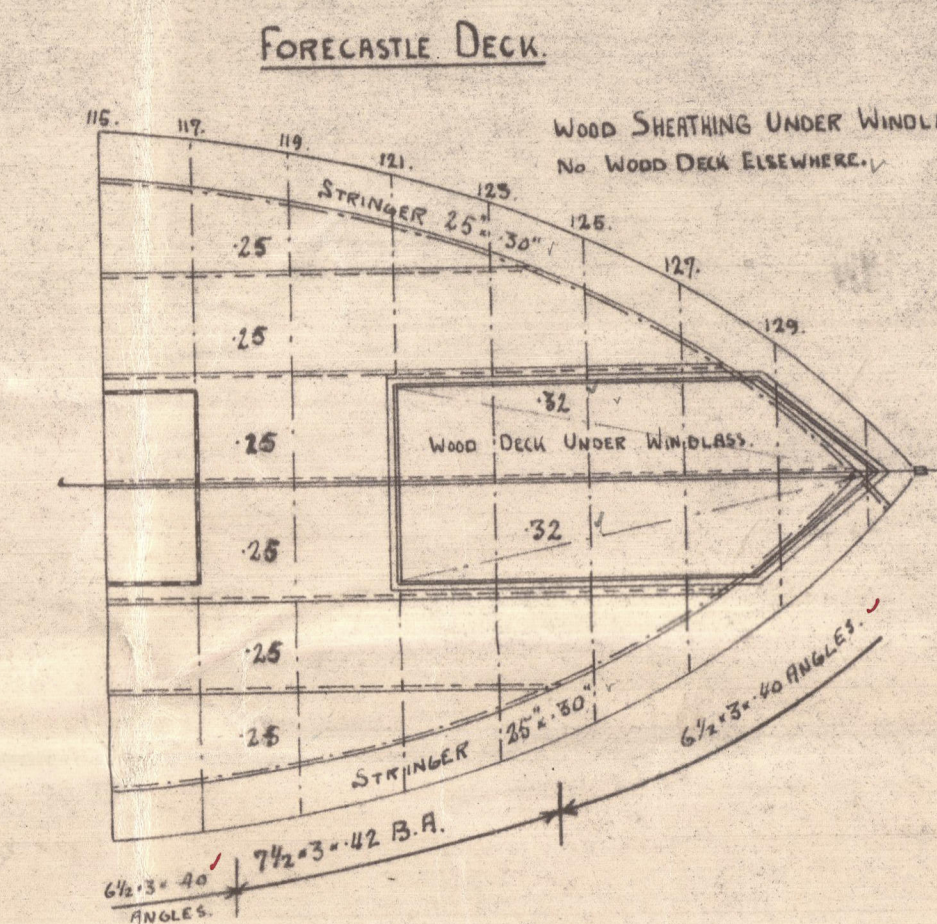 FORECASTLE DECK.
WOOD SHEATHING UNDER
NO WOOD DECK ELSEWHERE.
115.
117.
119.
121.
123.
125.
127.
129.
STRINGER 25" × .30"
.25
.25
.25
.25
.25
.25
.32
WOOD DECK UNDER WINDLASS.
.32
STRINGER 25" × .30"
6½ × 3 × .40 ANGLES.
7½ × 3 × .42 B.A.
6½ × 3 × .40
ANGLES.